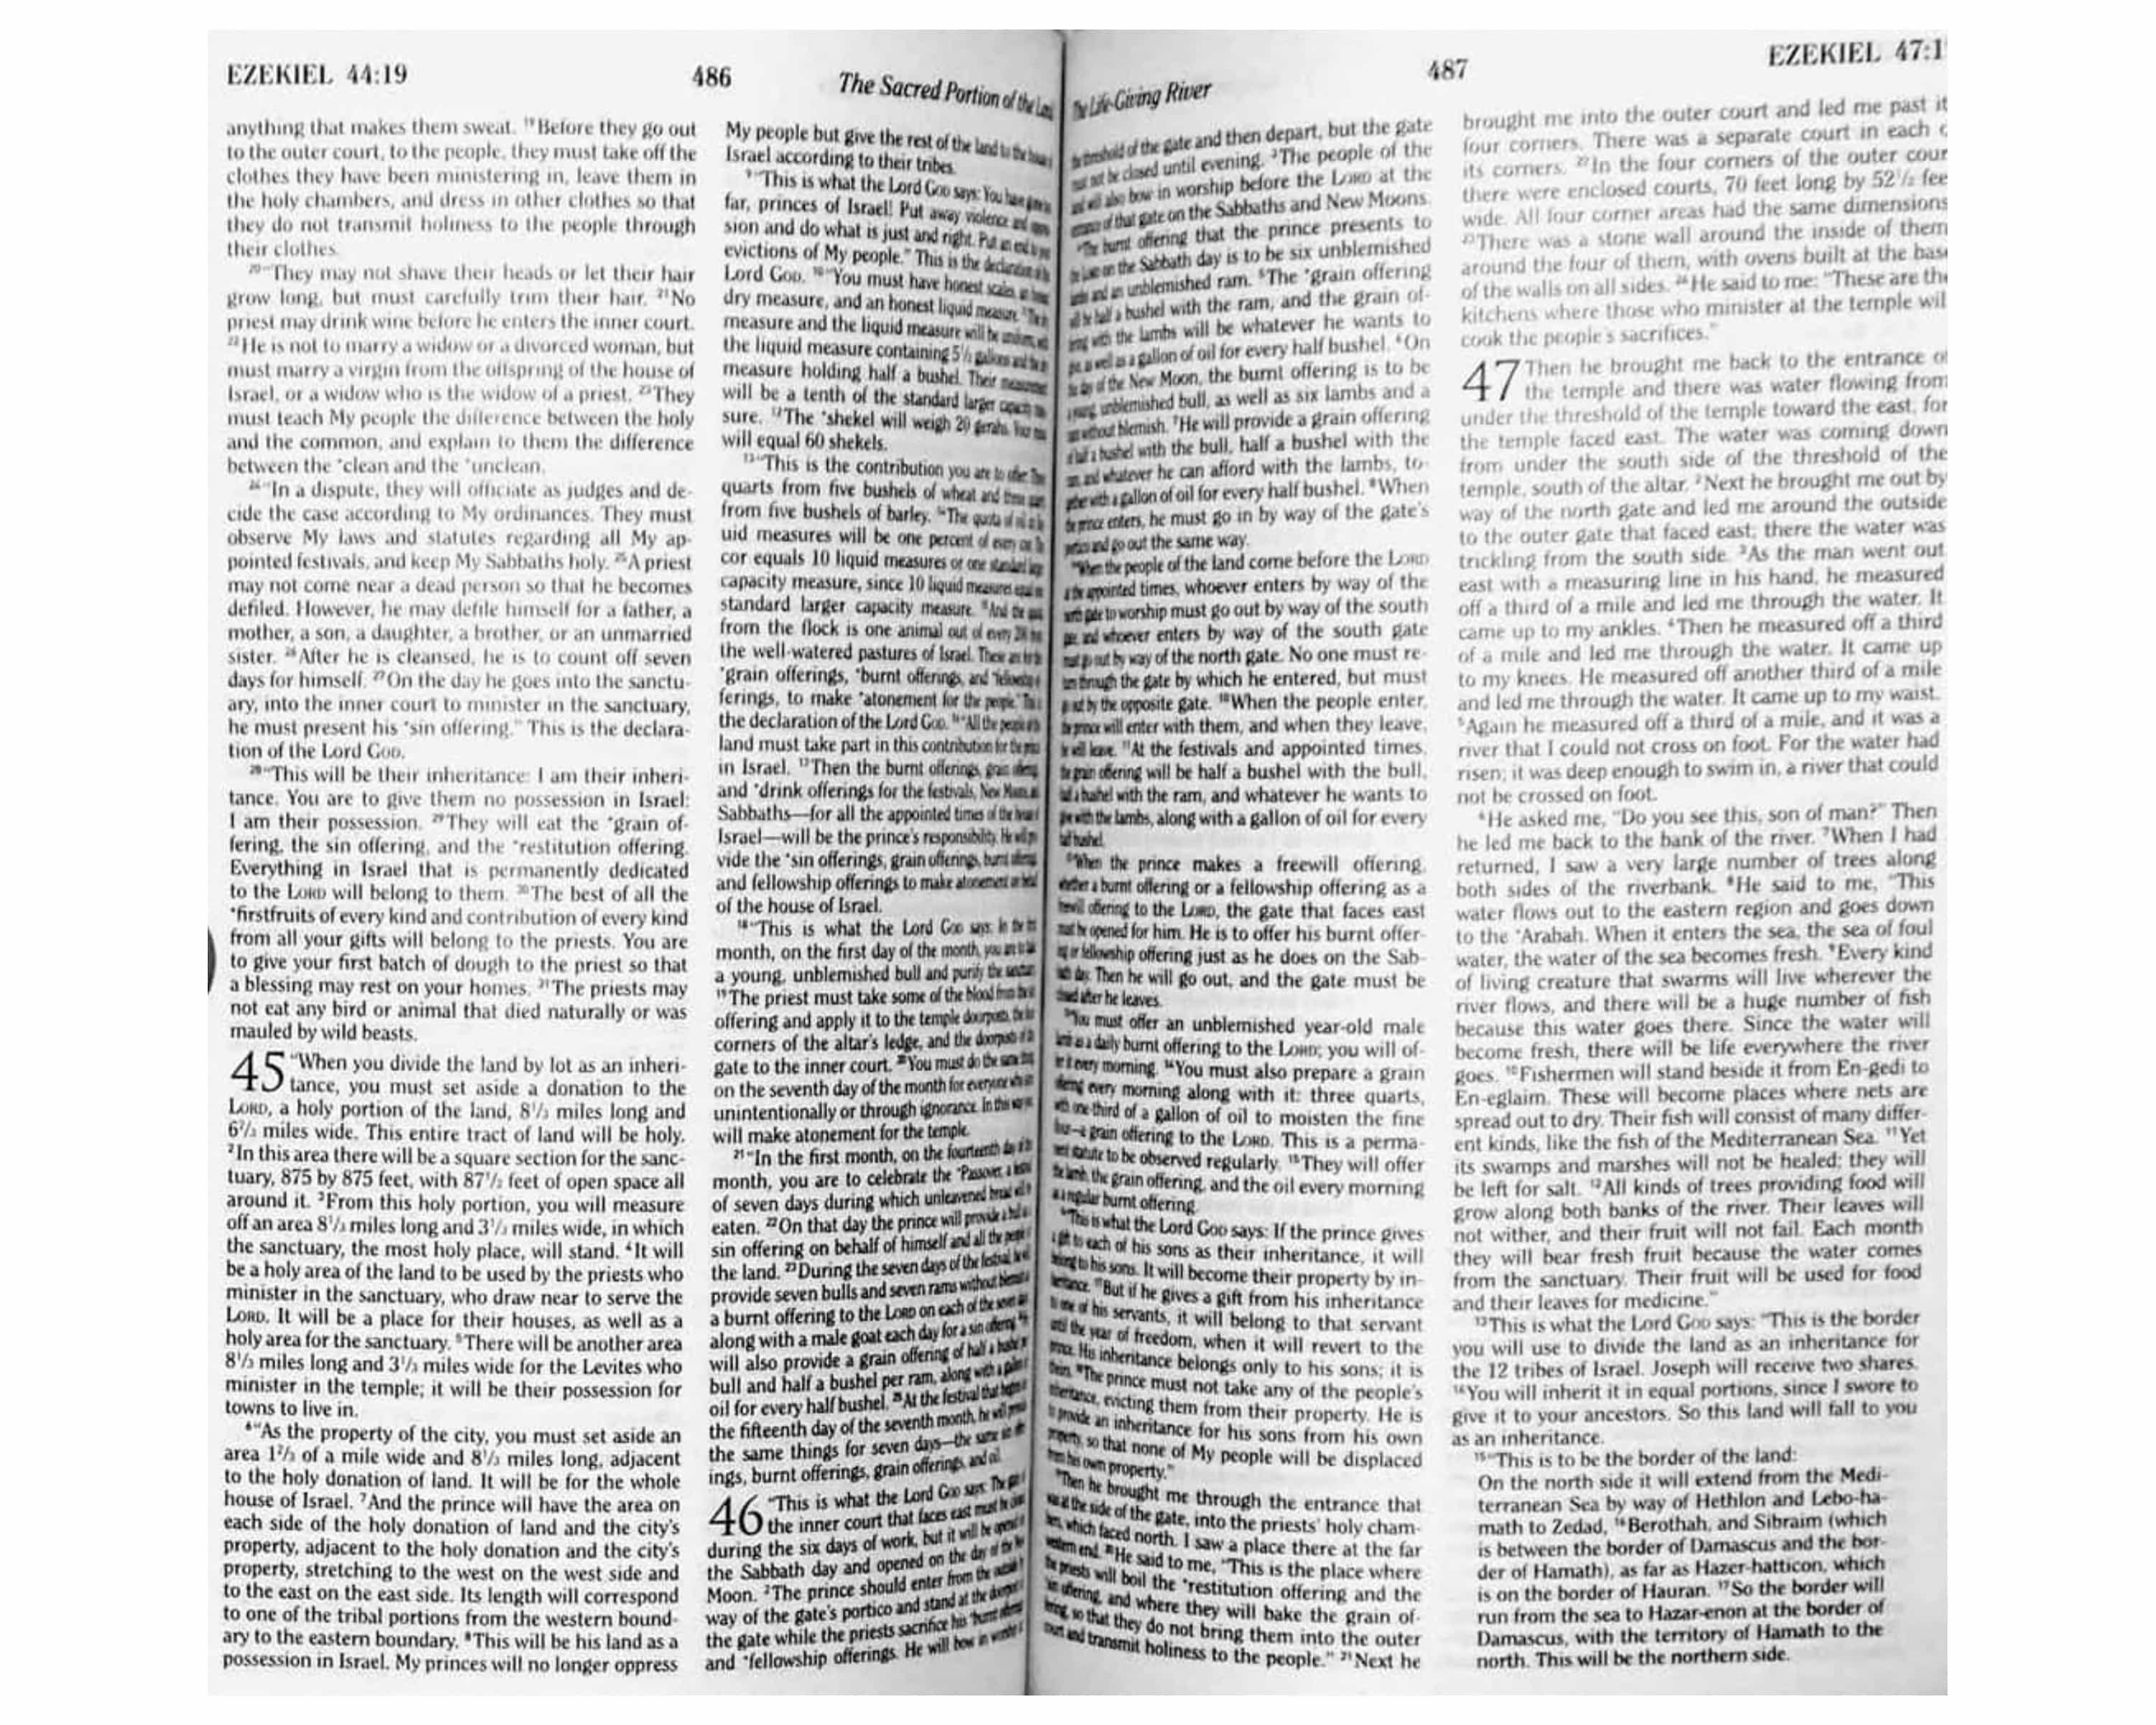 EZEKIEL 44:19
486
The Sacred Portion of the
anything that makes them sweat. ¹⁹Before they go out
to the outer court, to the people, they must take off the
clothes they have been ministering in, leave them in
the holy chambers, and dress in other clothes so that
they do not transmit holiness to the people through
their clothes.
²⁰"They may not shave their heads or let their hair
grow long, but must carefully trim their hair. ²¹No
priest may drink wine before he enters the inner court.
²²He is not to marry a widow or a divorced woman, but
must marry a virgin from the offspring of the house of
Israel, or a widow who is the widow of a priest. ²³They
must teach My people the difference between the holy
and the common, and explain to them the difference
between the *clean and the *unclean.
²⁴"In a dispute, they will officiate as judges and de-
cide the case according to My ordinances. They must
observe My laws and statutes regarding all My ap-
pointed festivals, and keep My Sabbaths holy. ²⁵A priest
may not come near a dead person so that he becomes
defiled. However, he may defile himself for a father, a
mother, a son, a daughter, a brother, or an unmarried
sister. ²⁶After he is cleansed, he is to count off seven
days for himself. ²⁷On the day he goes into the sanctu-
ary, into the inner court to minister in the sanctuary,
he must present his *sin offering." This is the declara-
tion of the Lord GOD.
²⁸"This will be their inheritance: I am their inheri-
tance. You are to give them no possession in Israel:
I am their possession. ²⁹They will eat the *grain of-
fering, the sin offering, and the *restitution offering.
Everything in Israel that is permanently dedicated
to the LORD will belong to them. ³⁰The best of all the
*firstfruits of every kind and contribution of every kind
from all your gifts will belong to the priests. You are
to give your first batch of dough to the priest so that
a blessing may rest on your homes. ³¹The priests may
not eat any bird or animal that died naturally or was
mauled by wild beasts.
45 "When you divide the land by lot as an inheri-
tance, you must set aside a donation to the
LORD, a holy portion of the land, 8¹/₃ miles long and
6²/₃ miles wide. This entire tract of land will be holy.
²In this area there will be a square section for the sanc-
tuary, 875 by 875 feet, with 87¹/₂ feet of open space all
around it. ³From this holy portion, you will measure
off an area 8¹/₃ miles long and 3¹/₃ miles wide, in which
the sanctuary, the most holy place, will stand. ⁴It will
be a holy area of the land to be used by the priests who
minister in the sanctuary, who draw near to serve the
LORD. It will be a place for their houses, as well as a
holy area for the sanctuary. ⁵There will be another area
8¹/₃ miles long and 3¹/₃ miles wide for the Levites who
minister in the temple; it will be their possession for
towns to live in.
⁶"As the property of the city, you must set aside an
area 1²/₃ of a mile wide and 8¹/₃ miles long, adjacent
to the holy donation of land. It will be for the whole
house of Israel. ⁷And the prince will have the area on
each side of the holy donation of land and the city's
property, adjacent to the holy donation and the city's
property, stretching to the west on the west side and
to the east on the east side. Its length will correspond
to one of the tribal portions from the western bound-
ary to the eastern boundary. ⁸This will be his land as a
possession in Israel. My princes will no longer oppress
My people but give the rest of the land to the
Israel according to their tribes.
⁹"This is what the Lord GOD says: You have
far, princes of Israel! Put away violence and
sion and do what is just and right. Put an end to
evictions of My people." This is the declaration
Lord GOD. ¹⁰"You must have honest scales, an honest
dry measure, and an honest liquid measure. ¹¹The
measure and the liquid measure will be
the liquid measure containing 5¹/₂ gallons and the
measure holding half a bushel. Their measurement
will be a tenth of the standard larger capacity
sure. ¹²The *shekel will weigh 20 gerahs. Your
will equal 60 shekels.
¹³"This is the contribution you are to offer: Three
quarts from five bushels of wheat and three
from five bushels of barley. ¹⁴The quota of oil
uid measures will be one percent of every
cor equals 10 liquid measures or one standard
capacity measure, since 10 liquid measures equal
standard larger capacity measure. ¹⁵And the
from the flock is one animal out of every
the well-watered pastures of Israel. These are
*grain offerings, *burnt offerings, and
ferings, to make *atonement for the people." This
the declaration of the Lord GOD. ¹⁶"All the people
land must take part in this contribution for the
in Israel. ¹⁷Then the burnt offerings, grain
and *drink offerings for the festivals, New Moons,
Sabbaths—for all the appointed times of the house
Israel—will be the prince's responsibility. He will
vide the *sin offerings, grain offerings, burnt
and fellowship offerings to make atonement
of the house of Israel.
¹⁸"This is what the Lord GOD says: In the first
month, on the first day of the month, you are to
a young, unblemished bull and purify the sanctuary.
¹⁹The priest must take some of the blood from the
offering and apply it to the temple doorposts, the
corners of the altar's ledge, and the doorposts
gate to the inner court. ²⁰You must do the same thing
on the seventh day of the month for everyone who
unintentionally or through ignorance. In this way
will make atonement for the temple.
²¹"In the first month, on the fourteenth day of the
month, you are to celebrate the *Passover, a
of seven days during which unleavened bread will
eaten. ²²On that day the prince will provide a bull
sin offering on behalf of himself and all the people
the land. ²³During the seven days of the festival, he will
provide seven bulls and seven rams without blemish
a burnt offering to the LORD on each of the seven days,
along with a male goat each day for a sin offering. ²⁴He
will also provide a grain offering of half a bushel
bull and half a bushel per ram, along with a gallon
oil for every half bushel. ²⁵At the festival that begins
the fifteenth day of the seventh month, he will provide
the same things for seven days—the same sin
ings, burnt offerings, grain offerings, and oil.
46 "This is what the Lord GOD says: The gate
the inner court that faces east must be closed
during the six days of work, but it will be opened
the Sabbath day and opened on the day of the New
Moon. ²The prince should enter from the outside
way of the gate's portico and stand at the doorpost
the gate while the priests sacrifice his *burnt offerings
and *fellowship offerings. He will bow in worship
The Life-Giving River
487
EZEKIEL 47:1
the threshold of the gate and then depart, but the gate
must not be closed until evening. ³The people of the
land will also bow in worship before the LORD at the
entrance of that gate on the Sabbaths and New Moons.
⁴"The burnt offering that the prince presents to
the LORD on the Sabbath day is to be six unblemished
lambs and an unblemished ram. ⁵The *grain offering
will be half a bushel with the ram, and the grain of-
fering with the lambs will be whatever he wants to
give, as well as a gallon of oil for every half bushel. ⁶On
the day of the New Moon, the burnt offering is to be
a young, unblemished bull, as well as six lambs and a
ram without blemish. ⁷He will provide a grain offering
of half a bushel with the bull, half a bushel with the
ram, and whatever he can afford with the lambs, to-
gether with a gallon of oil for every half bushel. ⁸When
the prince enters, he must go in by way of the gate's
portico and go out the same way.
⁹"When the people of the land come before the LORD
at the appointed times, whoever enters by way of the
north gate to worship must go out by way of the south
gate, and whoever enters by way of the south gate
must go out by way of the north gate. No one must re-
turn through the gate by which he entered, but must
go out by the opposite gate. ¹⁰When the people enter,
the prince will enter with them, and when they leave,
he will leave. ¹¹At the festivals and appointed times,
the grain offering will be half a bushel with the bull,
half a bushel with the ram, and whatever he wants to
give with the lambs, along with a gallon of oil for every
half bushel.
¹²"When the prince makes a freewill offering,
whether a burnt offering or a fellowship offering as a
freewill offering to the LORD, the gate that faces east
must be opened for him. He is to offer his burnt offer-
ing or fellowship offering just as he does on the Sab-
bath day. Then he will go out, and the gate must be
closed after he leaves.
¹³"You must offer an unblemished year-old male
lamb as a daily burnt offering to the LORD; you will of-
fer it every morning. ¹⁴You must also prepare a grain
offering every morning along with it: three quarts,
with one-third of a gallon of oil to moisten the fine
flour—a grain offering to the LORD. This is a perma-
nent statute to be observed regularly. ¹⁵They will offer
the lamb, the grain offering, and the oil every morning
as a regular burnt offering.
¹⁶"This is what the Lord GOD says: If the prince gives
a gift to each of his sons as their inheritance, it will
belong to his sons. It will become their property by in-
heritance. ¹⁷But if he gives a gift from his inheritance
to one of his servants, it will belong to that servant
until the year of freedom, when it will revert to the
prince. His inheritance belongs only to his sons; it is
theirs. ¹⁸The prince must not take any of the people's
inheritance, evicting them from their property. He is
to provide an inheritance for his sons from his own
property, so that none of My people will be displaced
from his own property."
¹⁹Then he brought me through the entrance that
was at the side of the gate, into the priests' holy cham-
bers, which faced north. I saw a place there at the far
western end. ²⁰He said to me, "This is the place where
the priests will boil the *restitution offering and the
sin offering, and where they will bake the grain of-
fering, so that they do not bring them into the outer
court and transmit holiness to the people." ²¹Next he
brought me into the outer court and led me past it
four corners. There was a separate court in each
its corners. ²²In the four corners of the outer cour
there were enclosed courts, 70 feet long by 52¹/₂ fee
wide. All four corner areas had the same dimensions
²³There was a stone wall around the inside of them
around the four of them, with ovens built at the bas
of the walls on all sides. ²⁴He said to me: "These are the
kitchens where those who minister at the temple wil
cook the people's sacrifices."
47 Then he brought me back to the entrance of
the temple and there was water flowing from
under the threshold of the temple toward the east, for
the temple faced east. The water was coming down
from under the south side of the threshold of the
temple, south of the altar. ²Next he brought me out by
way of the north gate and led me around the outside
to the outer gate that faced east; there the water was
trickling from the south side. ³As the man went out
east with a measuring line in his hand, he measured
off a third of a mile and led me through the water. It
came up to my ankles. ⁴Then he measured off a third
of a mile and led me through the water. It came up
to my knees. He measured off another third of a mile
and led me through the water. It came up to my waist.
⁵Again he measured off a third of a mile, and it was a
river that I could not cross on foot. For the water had
risen; it was deep enough to swim in, a river that could
not be crossed on foot.
⁶He asked me, "Do you see this, son of man?" Then
he led me back to the bank of the river. ⁷When I had
returned, I saw a very large number of trees along
both sides of the riverbank. ⁸He said to me, "This
water flows out to the eastern region and goes down
to the *Arabah. When it enters the sea, the sea of foul
water, the water of the sea becomes fresh. ⁹Every kind
of living creature that swarms will live wherever the
river flows, and there will be a huge number of fish
because this water goes there. Since the water will
become fresh, there will be life everywhere the river
goes. ¹⁰Fishermen will stand beside it from En-gedi to
En-eglaim. These will become places where nets are
spread out to dry. Their fish will consist of many differ-
ent kinds, like the fish of the Mediterranean Sea. ¹¹Yet
its swamps and marshes will not be healed; they will
be left for salt. ¹²All kinds of trees providing food will
grow along both banks of the river. Their leaves will
not wither, and their fruit will not fail. Each month
they will bear fresh fruit because the water comes
from the sanctuary. Their fruit will be used for food
and their leaves for medicine."
¹³This is what the Lord GOD says: "This is the border
you will use to divide the land as an inheritance for
the 12 tribes of Israel. Joseph will receive two shares.
¹⁴You will inherit it in equal portions, since I swore to
give it to your ancestors. So this land will fall to you
as an inheritance.
¹⁵"This is to be the border of the land:
On the north side it will extend from the Medi-
terranean Sea by way of Hethlon and Lebo-ha-
math to Zedad, ¹⁶Berothah, and Sibraim (which
is between the border of Damascus and the bor-
der of Hamath), as far as Hazer-hatticon, which
is on the border of Hauran. ¹⁷So the border will
run from the sea to Hazar-enon at the border of
Damascus, with the territory of Hamath to the
north. This will be the northern side.